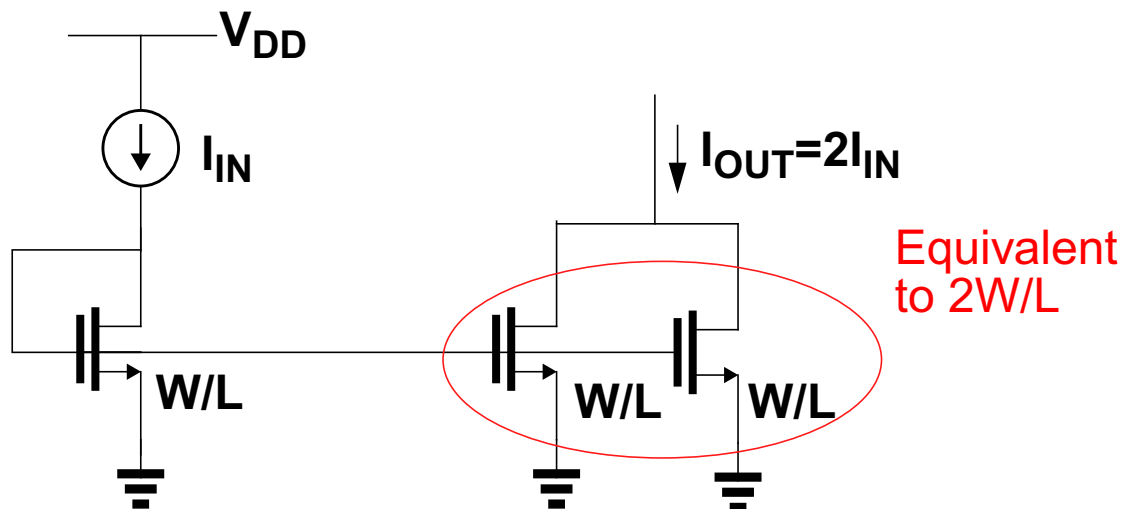 VDD
IIN
IOUT=2IIN
Equivalent
to 2W/L
W/L
W/L
W/L